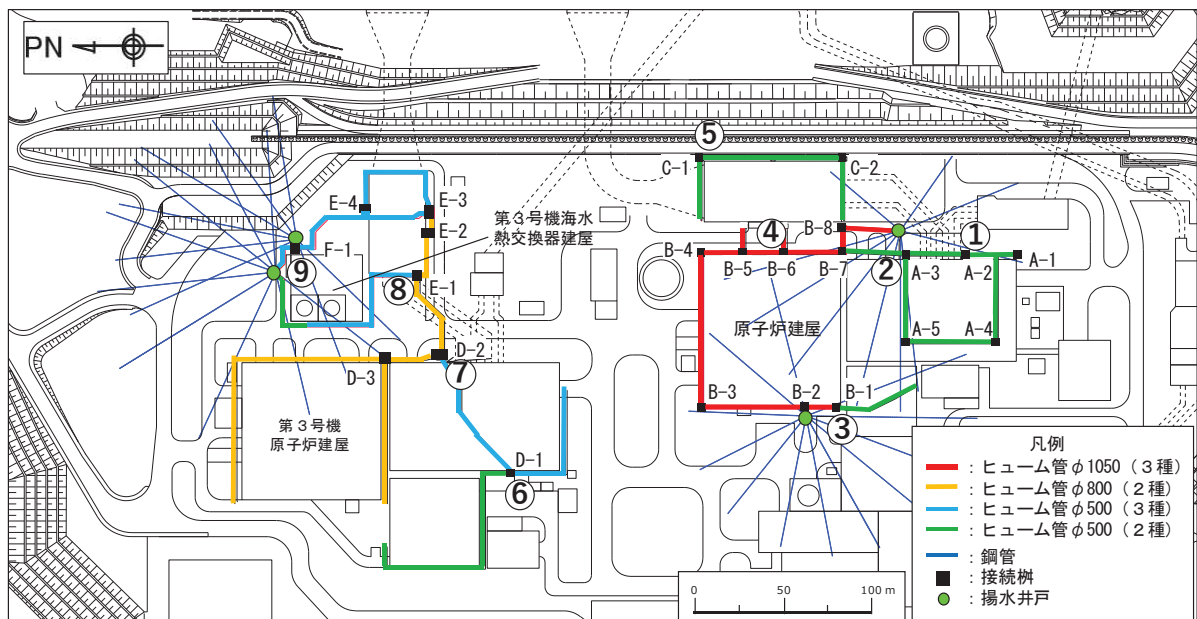 PN
⑤
C-1
C-2
E-4
E-3
E-2
第3号機海水
熱交換器建屋
F-1
⑨
⑧
E-1
B-8
④
①
B-4
B-5
B-6
B-7
②
A-3
A-2
A-1
原子炉建屋
A-5
A-4
D-2
D-3
⑦
B-3
B-2
B-1
③
第3号機
原子炉建屋
D-1
⑥
凡例
：ヒューム管φ1050（3種）
：ヒューム管φ800（2種）
：ヒューム管φ500（3種）
：ヒューム管φ500（2種）
：鋼管
：接続桝
：揚水井戸
0 50 100 m